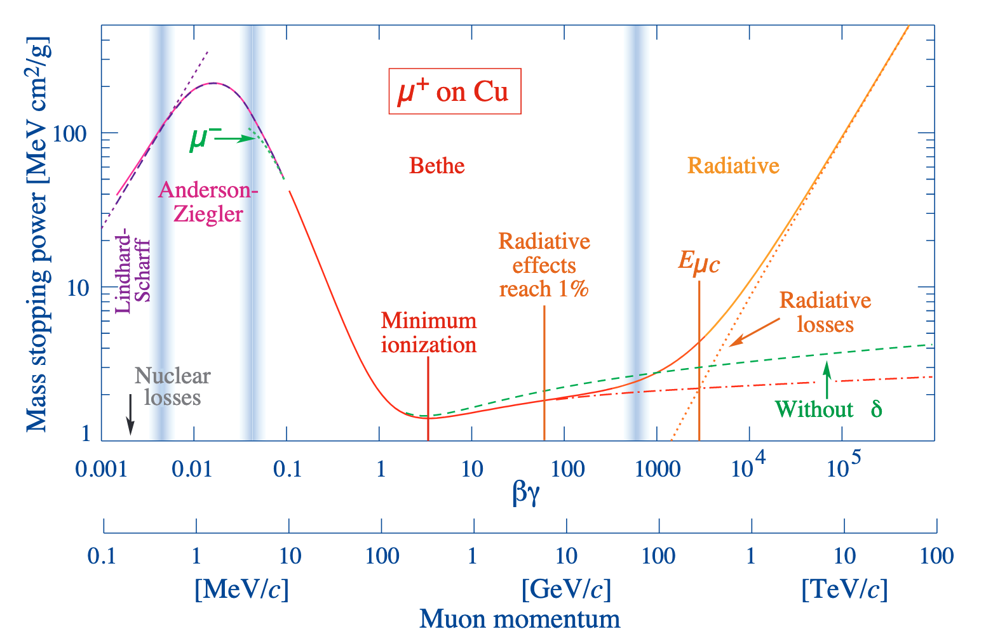 Mass stopping power [MeV cm²/g]
100
10
1
μ⁺ on Cu
μ⁻
Anderson-
Ziegler
Bethe
Radiative
Lindhard-
Scharff
Radiative
effects
reach 1%
Eμc
Minimum
ionization
Radiative
losses
Nuclear
losses
Without δ
0.001 0.01 0.1 1 10 100 1000 10⁴ 10⁵
βγ
0.1 1 10 100 1 10 100 1 10 100
[MeV/c] [GeV/c] [TeV/c]
Muon momentum